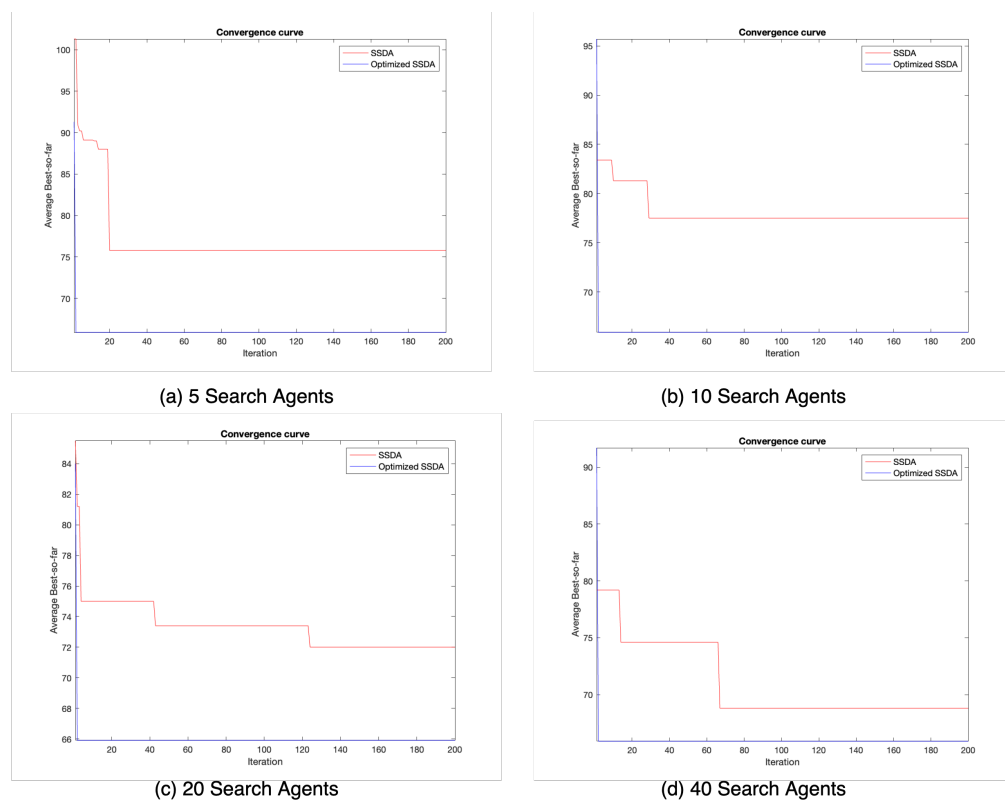 Convergence curve
SSDA
Optimized SSDA
100
95
90
85
80
75
70
Average Best-so-far
20 40 60 80 100 120 140 160 180 200
Iteration
(a) 5 Search Agents
Convergence curve
SSDA
Optimized SSDA
95
90
85
80
75
70
Average Best-so-far
20 40 60 80 100 120 140 160 180 200
Iteration
(b) 10 Search Agents
Convergence curve
SSDA
Optimized SSDA
84
82
80
78
76
74
72
70
68
66
Average Best-so-far
20 40 60 80 100 120 140 160 180 200
Iteration
(c) 20 Search Agents
Convergence curve
SSDA
Optimized SSDA
90
85
80
75
70
Average Best-so-far
20 40 60 80 100 120 140 160 180 200
Iteration
(d) 40 Search Agents